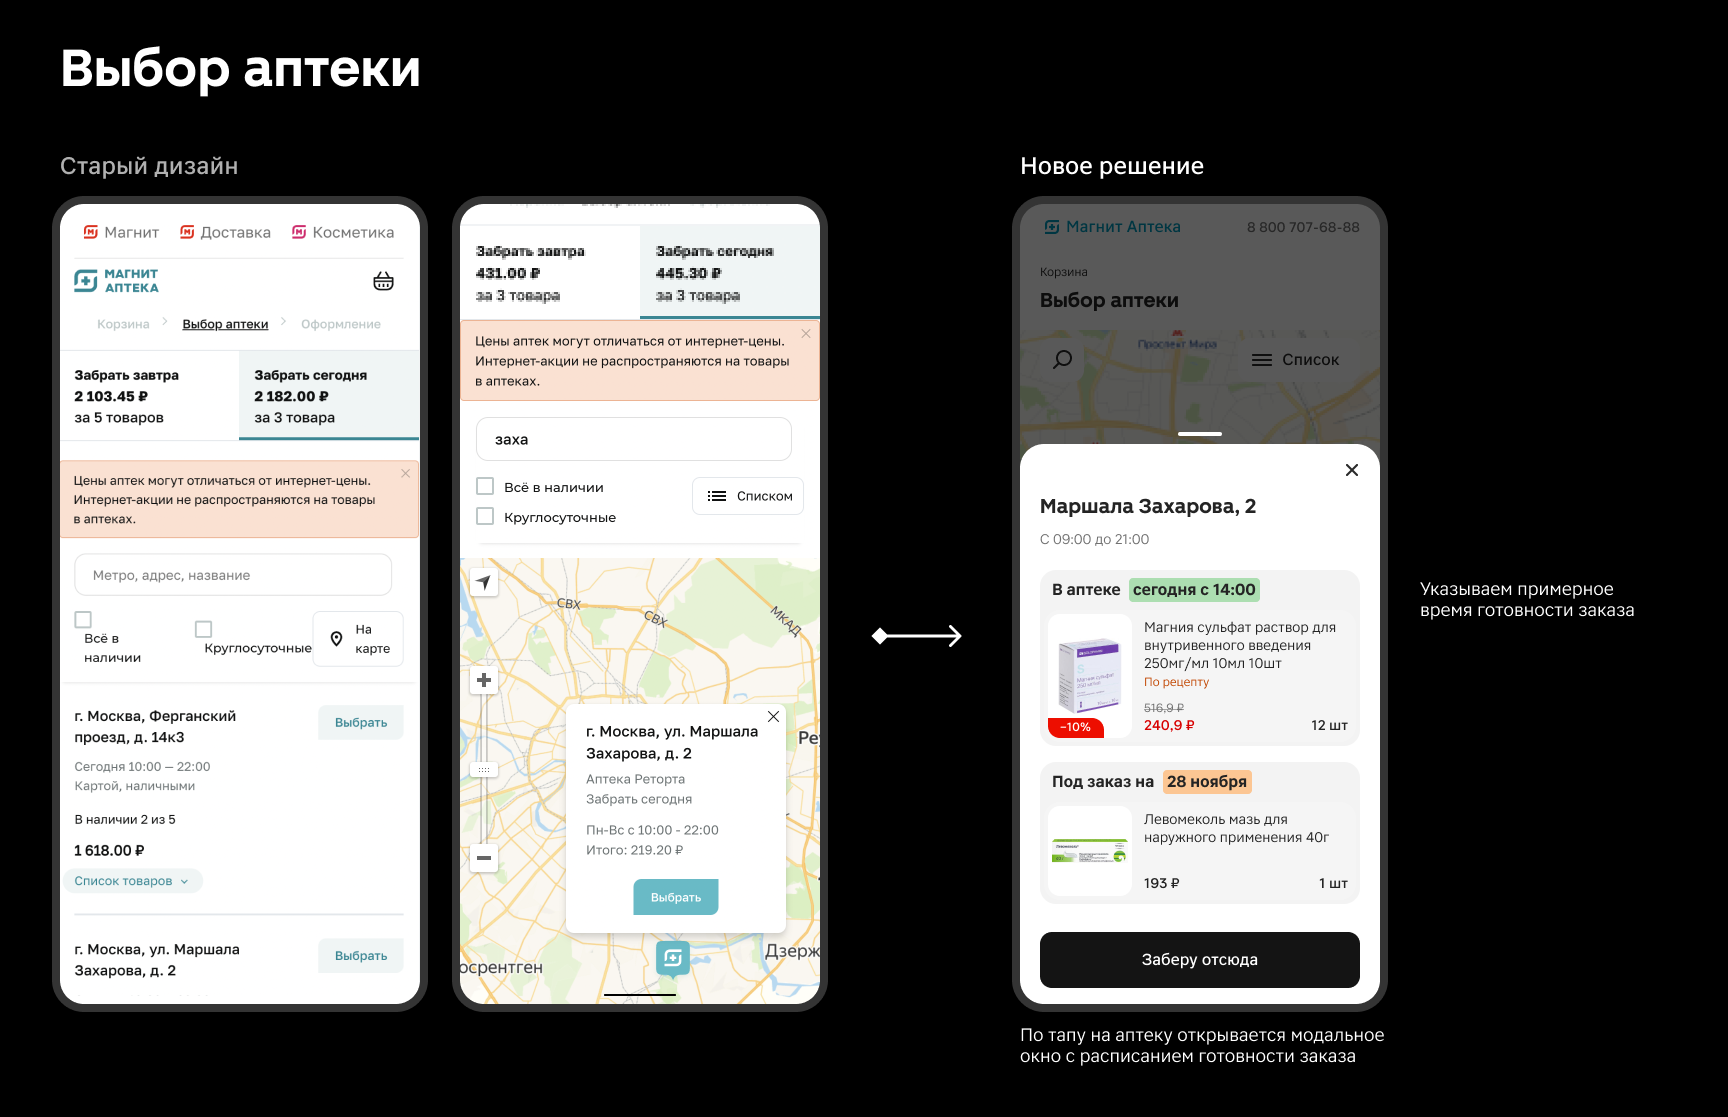 Выбор аптеки
Старый дизайн
Магнит
Доставка
Косметика
МАГНИТ
АПТЕКА
Корзина
Выбор аптеки
Оформление
Забрать завтра
2 103.45 ₽
за 5 товаров
Забрать сегодня
2 182.00 ₽
за 3 товара
Цены аптек могут отличаться от интернет-цены.
Интернет-акции не распространяются на товары
в аптеках.
Метро, адрес, название
Всё в
наличии
Круглосуточные
На
карте
г. Москва, Ферганский
проезд, д. 14к3
Выбрать
Сегодня 10:00 — 22:00
Картой, наличными
В наличии 2 из 5
1 618.00 ₽
Список товаров
г. Москва, ул. Маршала
Захарова, д. 2
Выбрать
Забрать завтра
431.00 ₽
за 3 товара
Забрать сегодня
445.30 ₽
за 3 товара
Цены аптек могут отличаться от интернет-цены.
Интернет-акции не распространяются на товары
в аптеках.
заха
Всё в наличии
Круглосуточные
Списком
СВХ
СВХ
МКАД
г. Москва, ул. Маршала
Захарова, д. 2
Аптека Реторта
Забрать сегодня
Пн-Вс с 10:00 - 22:00
Итого: 219.20 ₽
Выбрать
Ре
Дзерж
осрентген
Новое решение
Магнит Аптека
8 800 707-68-88
Корзина
Выбор аптеки
Проспект Мира
Список
Маршала Захарова, 2
С 09:00 до 21:00
В аптеке сегодня с 14:00
Магния сульфат раствор для
внутривенного введения
250мг/мл 10мл 10шт
По рецепту
516,9 ₽
−10%
240,9 ₽
12 шт
Под заказ на 28 ноября
Левомеколь мазь для
наружного применения 40г
193 ₽
1 шт
Заберу отсюда
Указываем примерное
время готовности заказа
По тапу на аптеку открывается модальное
окно с расписанием готовности заказа